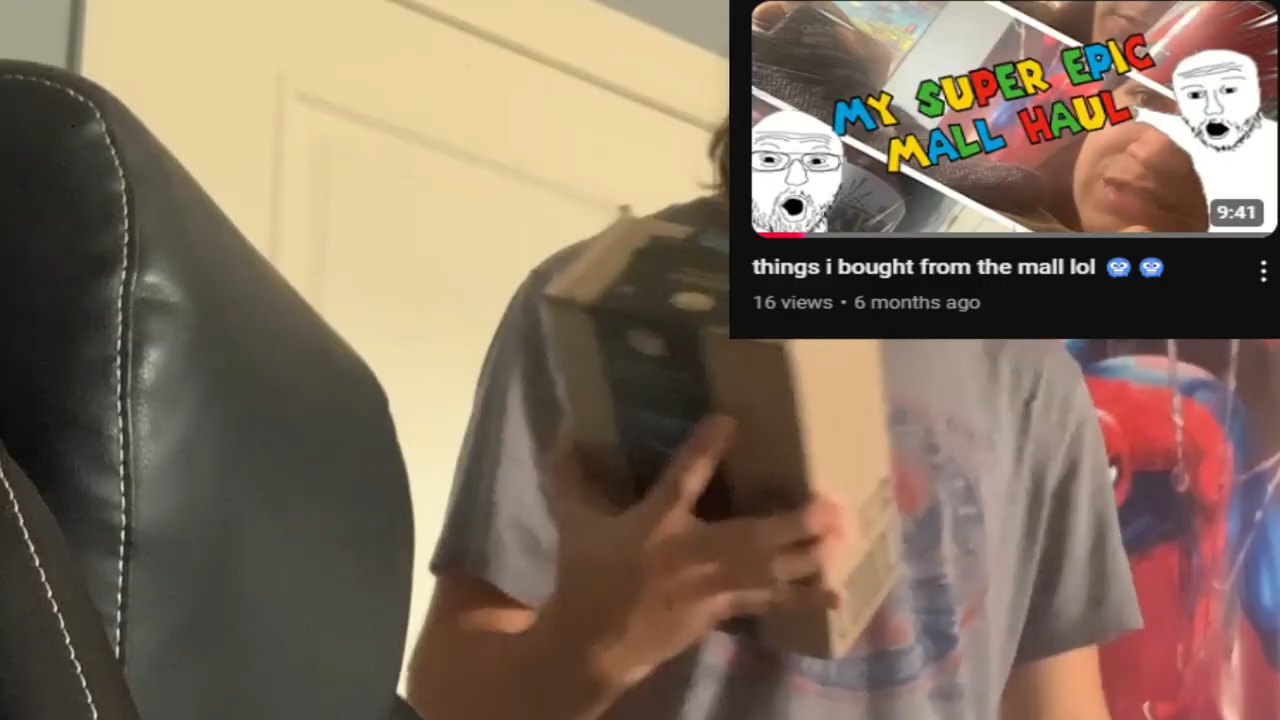 MY SUPER EPIC
MALL HAUL
9:41
things i bought from the mall lol
16 views • 6 months ago